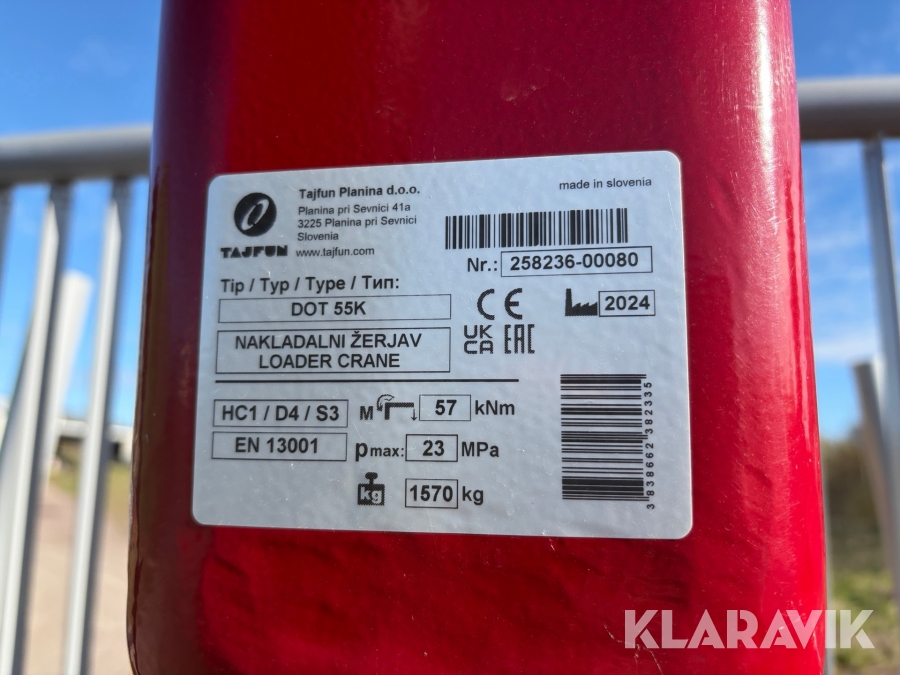 Tajfun Planina d.o.o.
Planina pri Sevnici 41a
3225 Planina pri Sevnici
Slovenia
www.tajfun.com
TAJFUN
made in slovenia
Nr.: 258236-00080
Tip / Typ / Type / Тип:
DOT 55K
NAKLADALNI ŽERJAV
LOADER CRANE
CE
2024
UK
CA
EAC
HC1 / D4 / S3
EN 13001
M 57 kNm
pmax: 23 MPa
kg 1570 kg
3 838662 382335
KLARAVIK